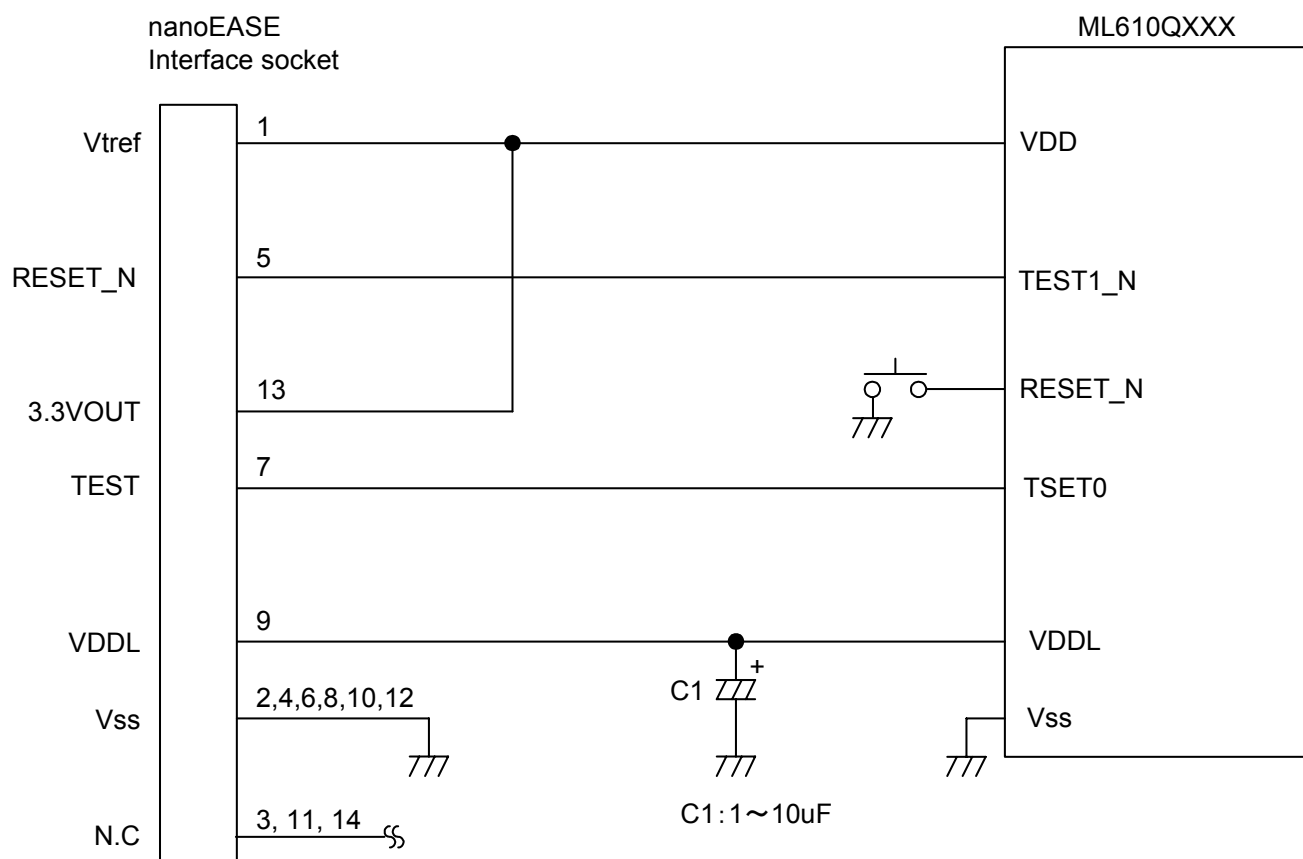 nanoEASE
Interface socket
ML610QXXX
Vtref
1
VDD
RESET_N
5
TEST1_N
RESET_N
3.3VOUT
13
TEST
7
TSET0
VDDL
9
VDDL
C1
+
Vss
2,4,6,8,10,12
Vss
C1:1～10uF
N.C
3, 11, 14